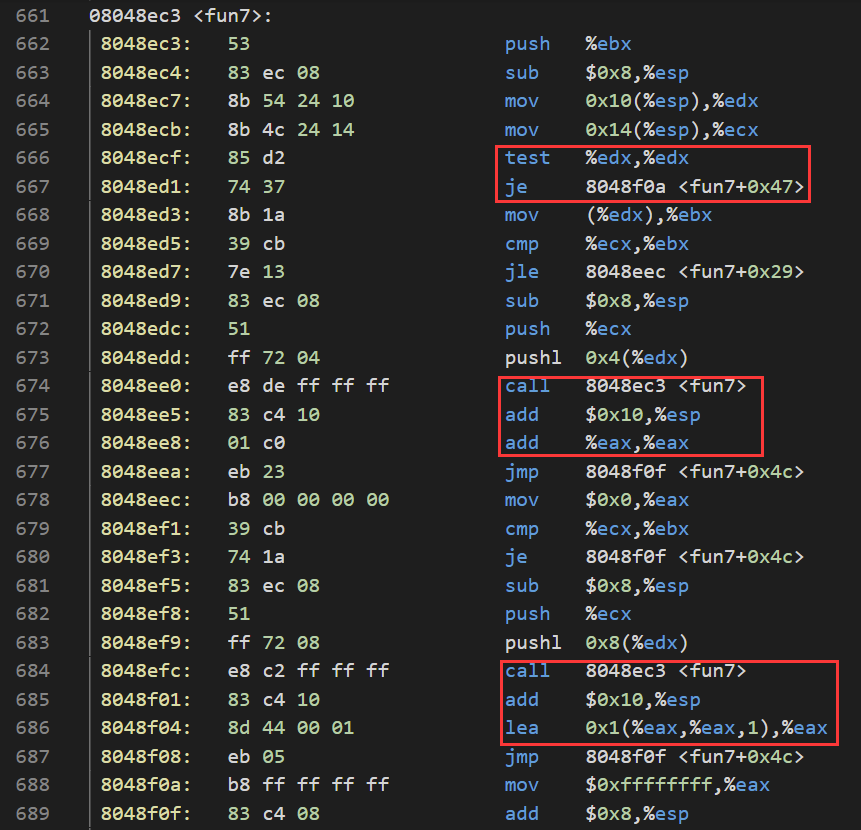 661 08048ec3 <fun7>:
662 8048ec3: 53 push %ebx
663 8048ec4: 83 ec 08 sub $0x8,%esp
664 8048ec7: 8b 54 24 10 mov 0x10(%esp),%edx
665 8048ecb: 8b 4c 24 14 mov 0x14(%esp),%ecx
666 8048ecf: 85 d2 test %edx,%edx
667 8048ed1: 74 37 je 8048f0a <fun7+0x47>
668 8048ed3: 8b 1a mov (%edx),%ebx
669 8048ed5: 39 cb cmp %ecx,%ebx
670 8048ed7: 7e 13 jle 8048eec <fun7+0x29>
671 8048ed9: 83 ec 08 sub $0x8,%esp
672 8048edc: 51 push %ecx
673 8048edd: ff 72 04 pushl 0x4(%edx)
674 8048ee0: e8 de ff ff ff call 8048ec3 <fun7>
675 8048ee5: 83 c4 10 add $0x10,%esp
676 8048ee8: 01 c0 add %eax,%eax
677 8048eea: eb 23 jmp 8048f0f <fun7+0x4c>
678 8048eec: b8 00 00 00 00 mov $0x0,%eax
679 8048ef1: 39 cb cmp %ecx,%ebx
680 8048ef3: 74 1a je 8048f0f <fun7+0x4c>
681 8048ef5: 83 ec 08 sub $0x8,%esp
682 8048ef8: 51 push %ecx
683 8048ef9: ff 72 08 pushl 0x8(%edx)
684 8048efc: e8 c2 ff ff ff call 8048ec3 <fun7>
685 8048f01: 83 c4 10 add $0x10,%esp
686 8048f04: 8d 44 00 01 lea 0x1(%eax,%eax,1),%eax
687 8048f08: eb 05 jmp 8048f0f <fun7+0x4c>
688 8048f0a: b8 ff ff ff ff mov $0xffffffff,%eax
689 8048f0f: 83 c4 08 add $0x8,%esp